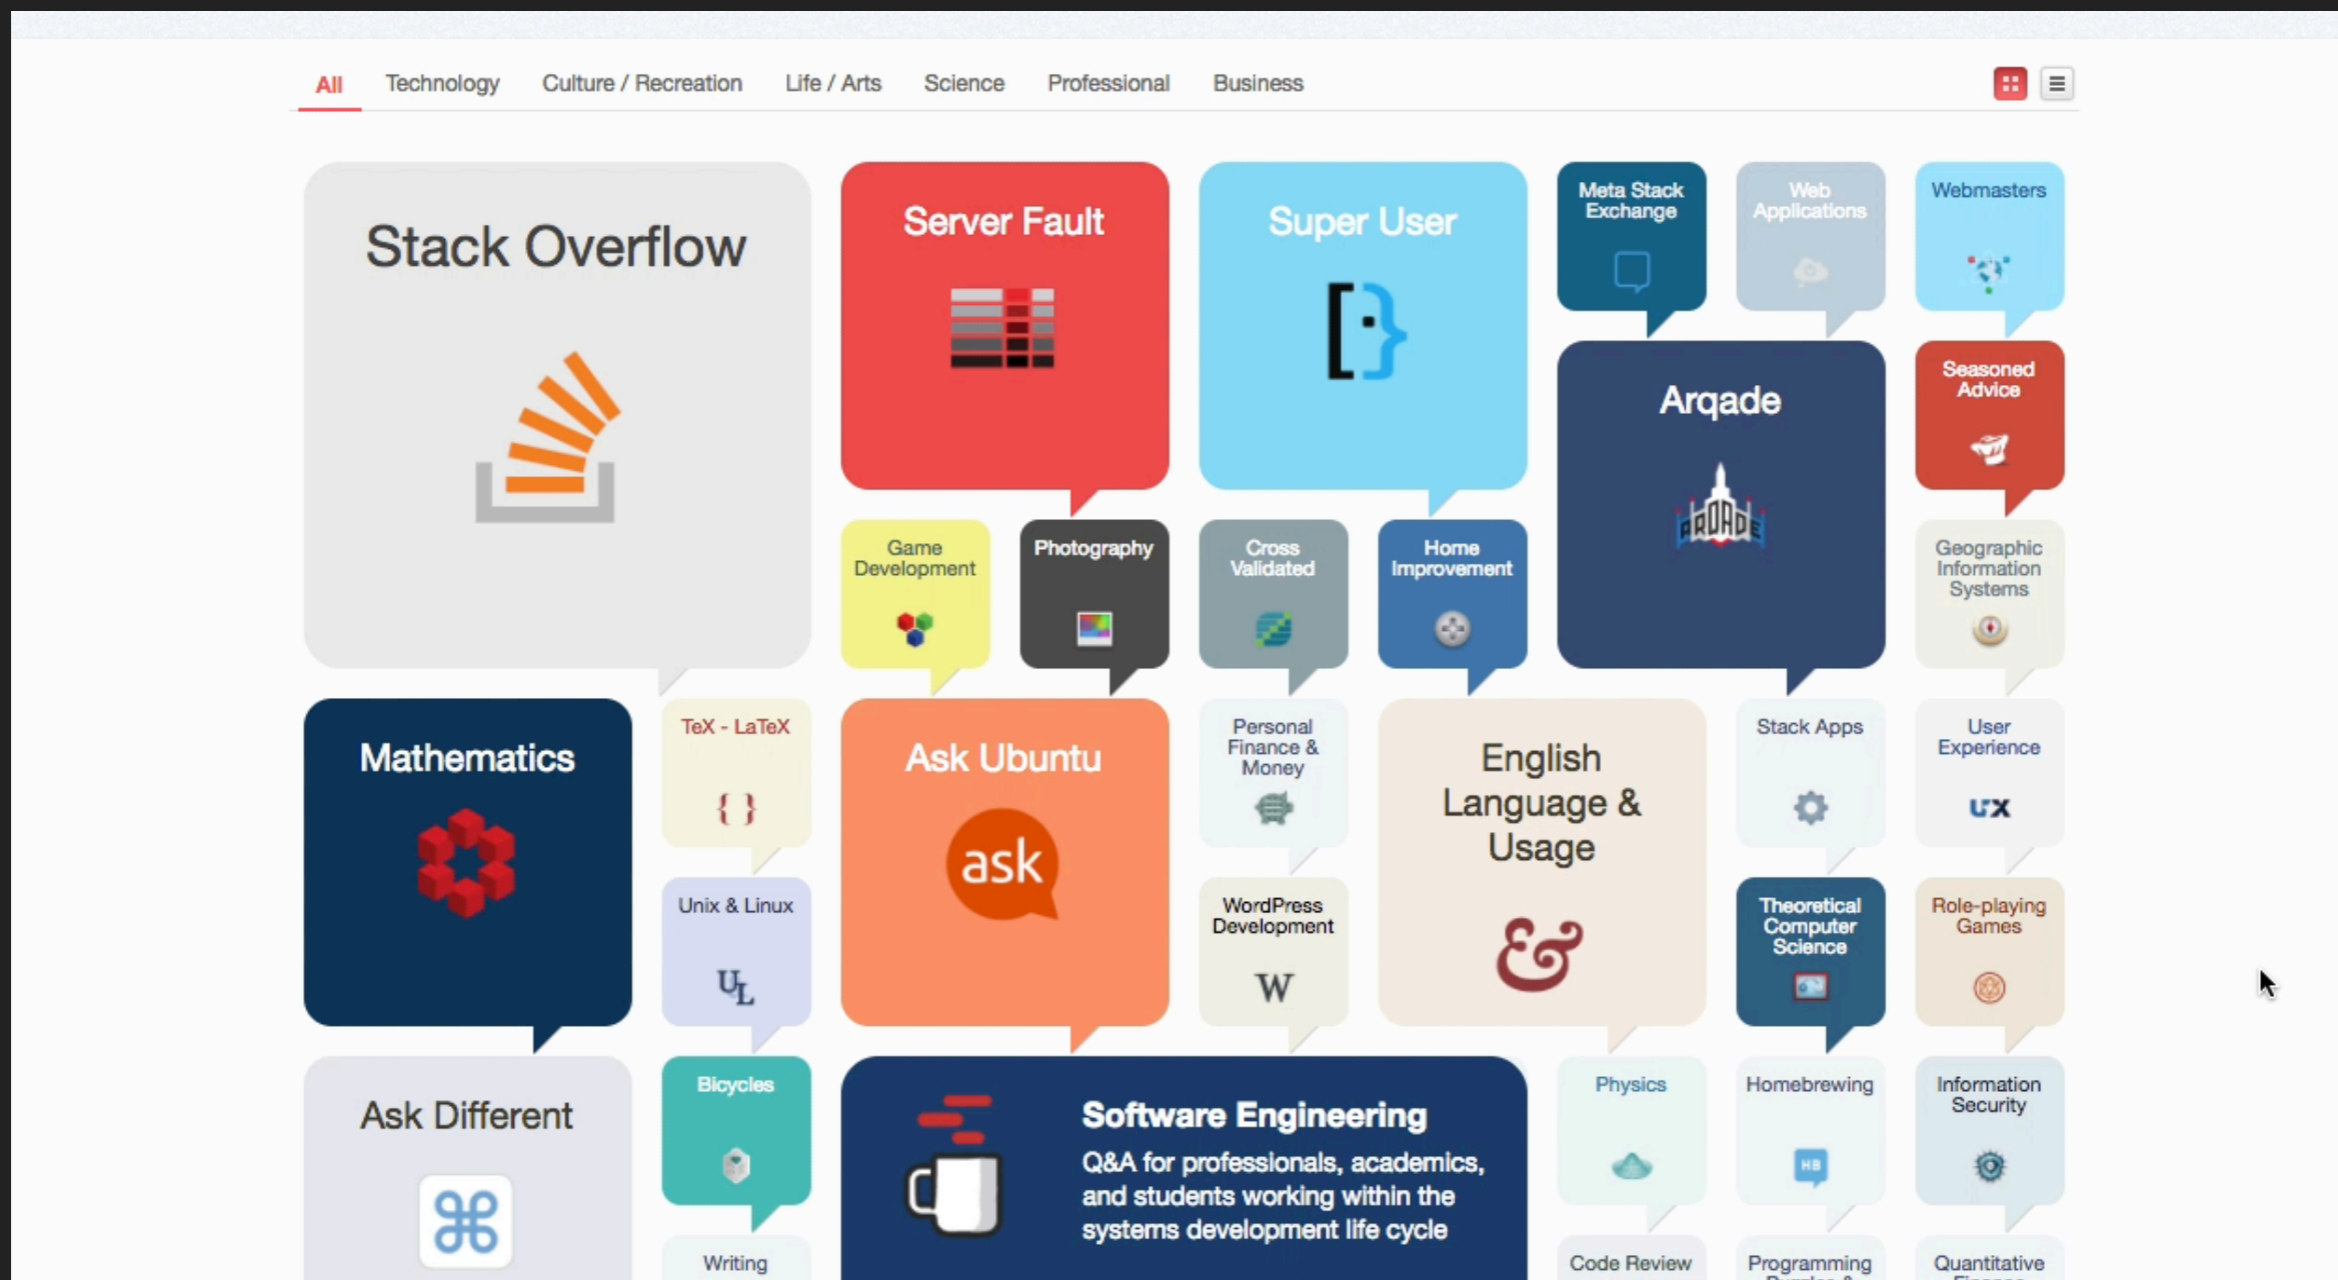 All
Technology
Culture / Recreation
Life / Arts
Science
Professional
Business
Stack Overflow
Server Fault
Super User
Meta Stack
Exchange
Web
Applications
Webmasters
Arqade
ARQADE
Seasoned
Advice
Game
Development
Photography
Cross
Validated
Home
Improvement
Geographic
Information
Systems
Mathematics
TeX - LaTeX
{ }
Ask Ubuntu
ask
Personal
Finance &
Money
English
Language &
Usage
&
Stack Apps
User
Experience
UX
Unix & Linux
UL
WordPress
Development
W
Theoretical
Computer
Science
Role-playing
Games
Ask Different
Bicycles
Software Engineering
Q&A for professionals, academics,
and students working within the
systems development life cycle
Physics
Homebrewing
HB
Information
Security
Writing
Code Review
Programming
Quantitative